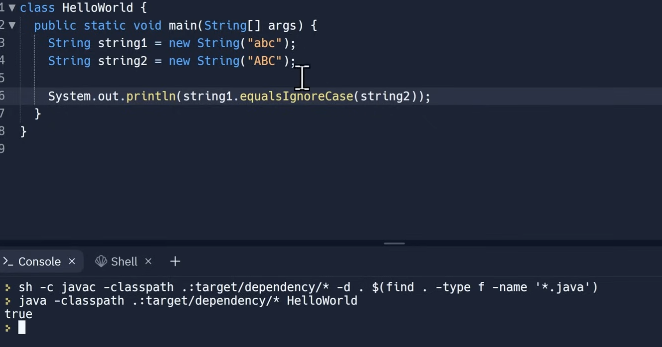 1 class HelloWorld {
2 public static void main(String[] args) {
3 String string1 = new String("abc");
4 String string2 = new String("ABC");
5
6 System.out.println(string1.equalsIgnoreCase(string2));
7 }
8 }
9
>_ Console × Shell × +
sh -c javac -classpath .:target/dependency/* -d . $(find . -type f -name '*.java')
java -classpath .:target/dependency/* HelloWorld
true